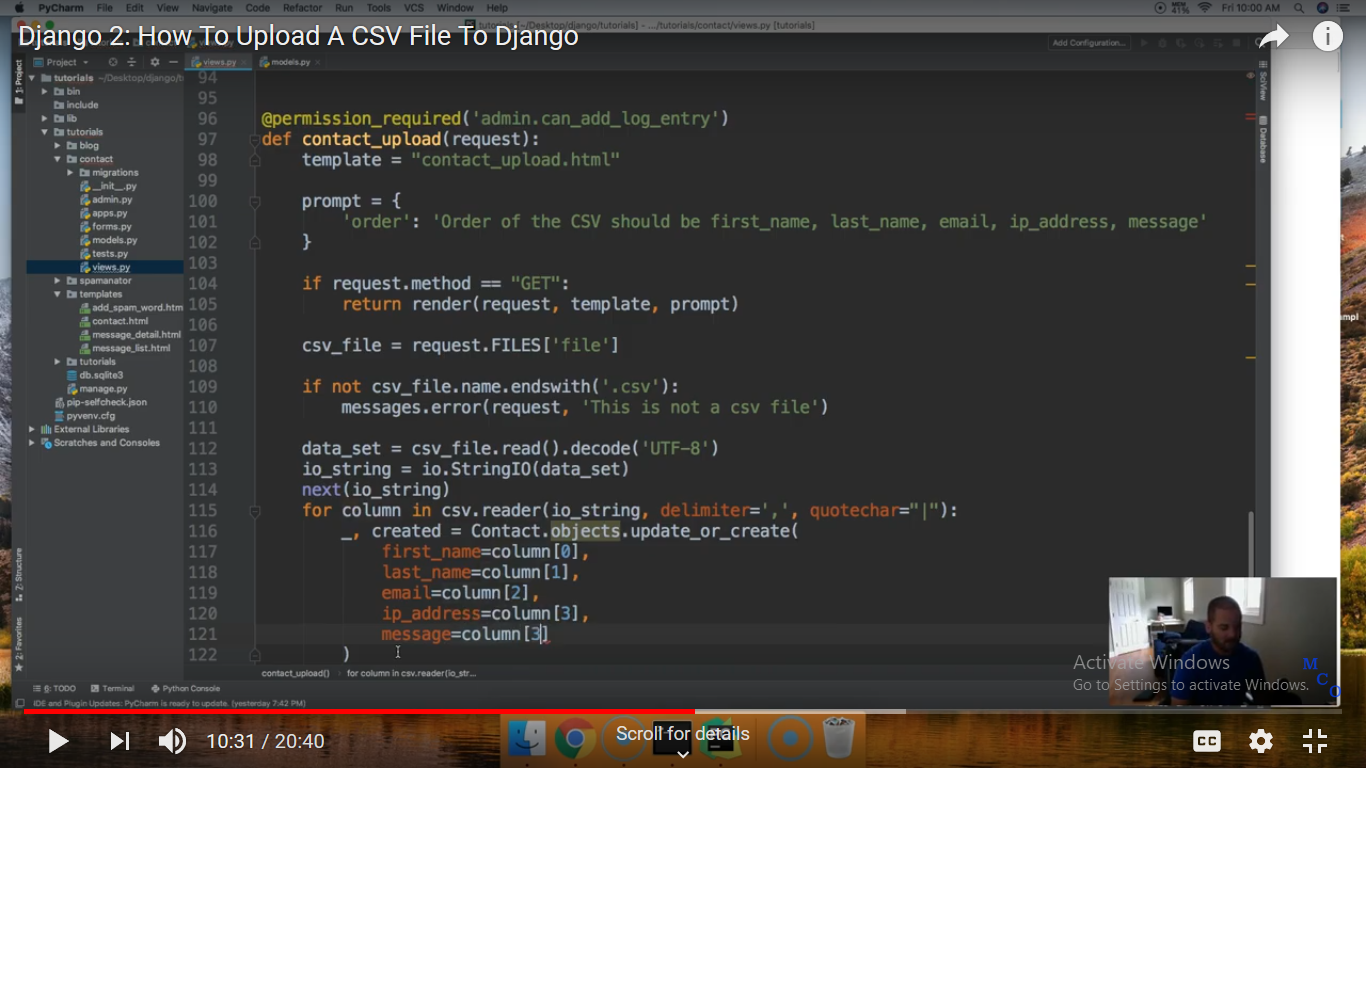 PyCharm File Edit View Navigate Code Refactor Run Tools VCS Window Help
41% Fri 10:00 AM
tutorials [~/Desktop/django/tutorials] - .../tutorials/contact/views.py [tutorials]
Django 2: How To Upload A CSV File To Django
Add Configuration...
Project
views.py
models.py
1: Project
tutorials ~/Desktop/django/t
bin
include
lib
tutorials
blog
contact
migrations
__init__.py
admin.py
apps.py
forms.py
models.py
tests.py
views.py
spamanator
templates
add_spam_word.htm
contact.html
message_detail.html
message_list.html
tutorials
db.sqlite3
manage.py
pip-selfcheck.json
pyvenv.cfg
External Libraries
Scratches and Consoles
2: Structure
2: Favorites
94
95
96 @permission_required('admin.can_add_log_entry')
97 def contact_upload(request):
98 template = "contact_upload.html"
99
100 prompt = {
101 'order': 'Order of the CSV should be first_name, last_name, email, ip_address, message'
102 }
103
104 if request.method == "GET":
105 return render(request, template, prompt)
106
107 csv_file = request.FILES['file']
108
109 if not csv_file.name.endswith('.csv'):
110 messages.error(request, 'This is not a csv file')
111
112 data_set = csv_file.read().decode('UTF-8')
113 io_string = io.StringIO(data_set)
114 next(io_string)
115 for column in csv.reader(io_string, delimiter=',', quotechar="|"):
116 _, created = Contact.objects.update_or_create(
117 first_name=column[0],
118 last_name=column[1],
119 email=column[2],
120 ip_address=column[3],
121 message=column[3]
122 )
SciView
Database
mpl
contact_upload() for column in csv.reader(io_str...
6: TODO Terminal Python Console
IDE and Plugin Updates: PyCharm is ready to update. (yesterday 7:42 PM)
Activate Windows
Go to Settings to activate Windows.
M
C
O
10:31 / 20:40
Scroll for details
CC